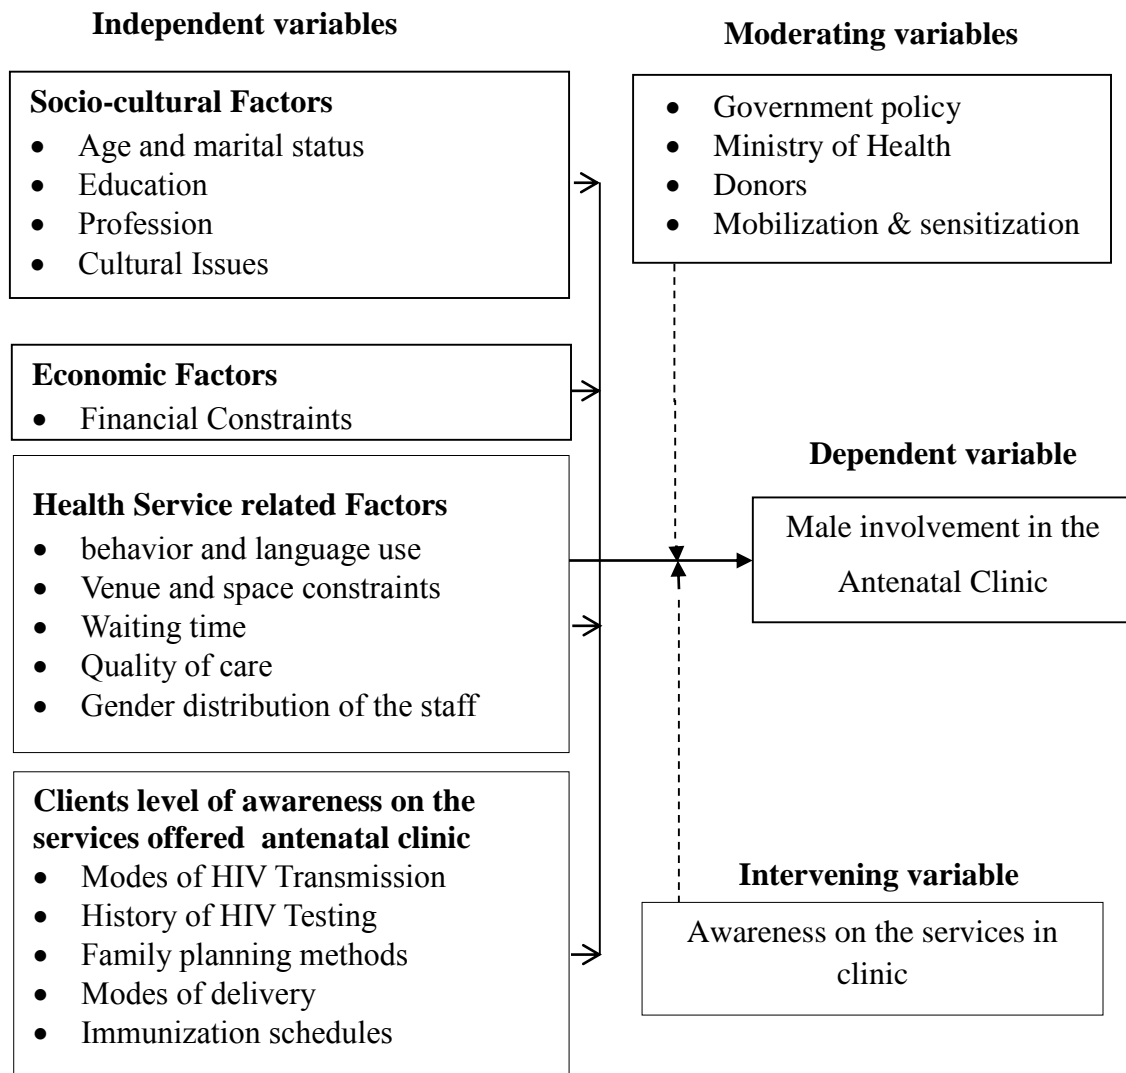 Independent variables
Socio-cultural Factors
• Age and marital status
• Education
• Profession
• Cultural Issues
Economic Factors
• Financial Constraints
Health Service related Factors
• behavior and language use
• Venue and space constraints
• Waiting time
• Quality of care
• Gender distribution of the staff
Clients level of awareness on the
services offered antenatal clinic
• Modes of HIV Transmission
• History of HIV Testing
• Family planning methods
• Modes of delivery
• Immunization schedules
Moderating variables
• Government policy
• Ministry of Health
• Donors
• Mobilization & sensitization
Dependent variable
Male involvement in the
Antenatal Clinic
Intervening variable
Awareness on the services in
clinic